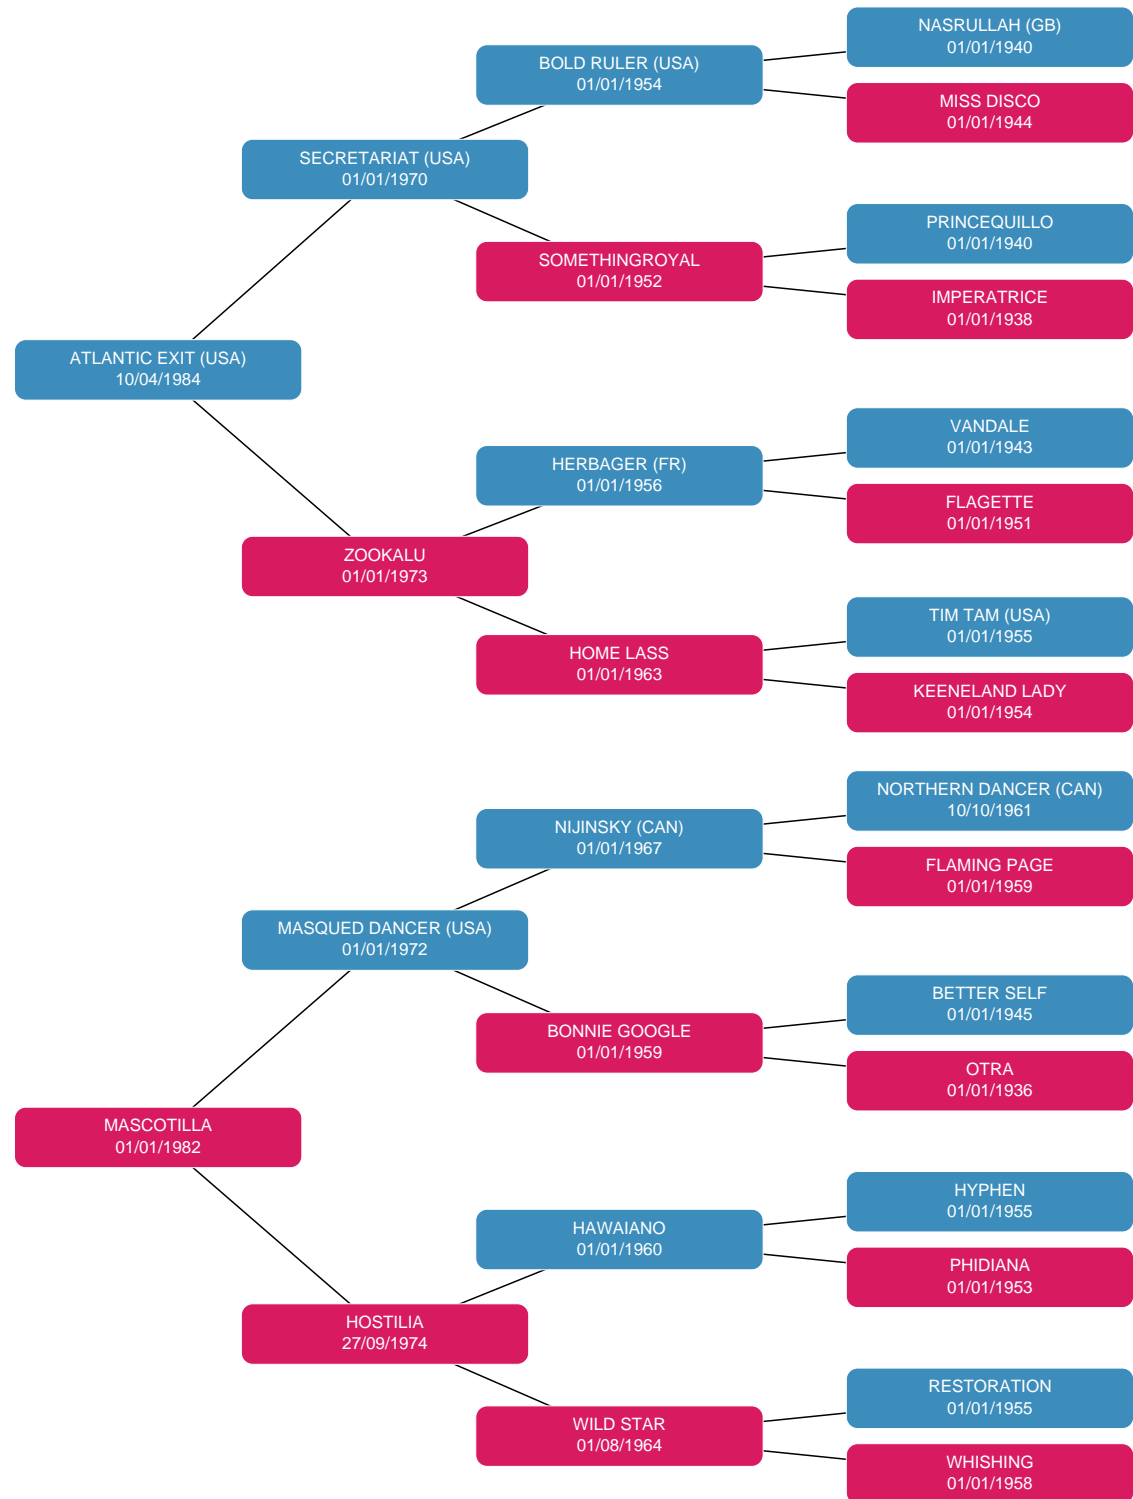 NASRULLAH (GB)
01/01/1940
BOLD RULER (USA)
01/01/1954
MISS DISCO
01/01/1944
SECRETARIAT (USA)
01/01/1970
PRINCEQUILLO
01/01/1940
SOMETHINGROYAL
01/01/1952
IMPERATRICE
01/01/1938
ATLANTIC EXIT (USA)
10/04/1984
VANDALE
01/01/1943
HERBAGER (FR)
01/01/1956
FLAGETTE
01/01/1951
ZOOKALU
01/01/1973
TIM TAM (USA)
01/01/1955
HOME LASS
01/01/1963
KEENELAND LADY
01/01/1954
NORTHERN DANCER (CAN)
10/10/1961
NIJINSKY (CAN)
01/01/1967
FLAMING PAGE
01/01/1959
MASQUED DANCER (USA)
01/01/1972
BETTER SELF
01/01/1945
BONNIE GOOGLE
01/01/1959
OTRA
01/01/1936
MASCOTILLA
01/01/1982
HYPHEN
01/01/1955
HAWAIANO
01/01/1960
PHIDIANA
01/01/1953
HOSTILIA
27/09/1974
RESTORATION
01/01/1955
WILD STAR
01/08/1964
WHISHING
01/01/1958